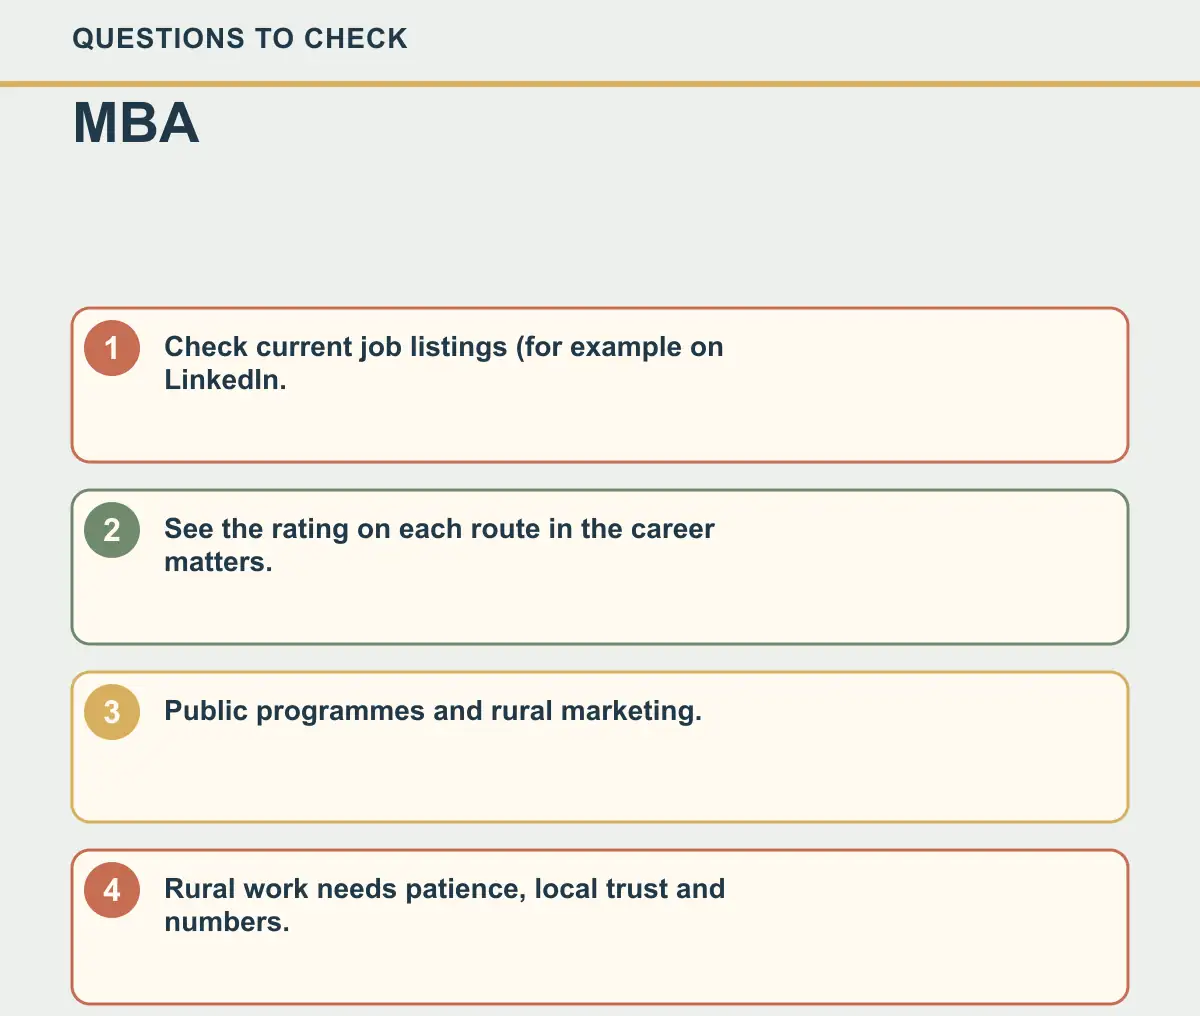 QUESTIONS TO CHECK
MBA
1
Check current job listings (for example on
LinkedIn.
2
See the rating on each route in the career
matters.
3
Public programmes and rural marketing.
4
Rural work needs patience, local trust and
numbers.